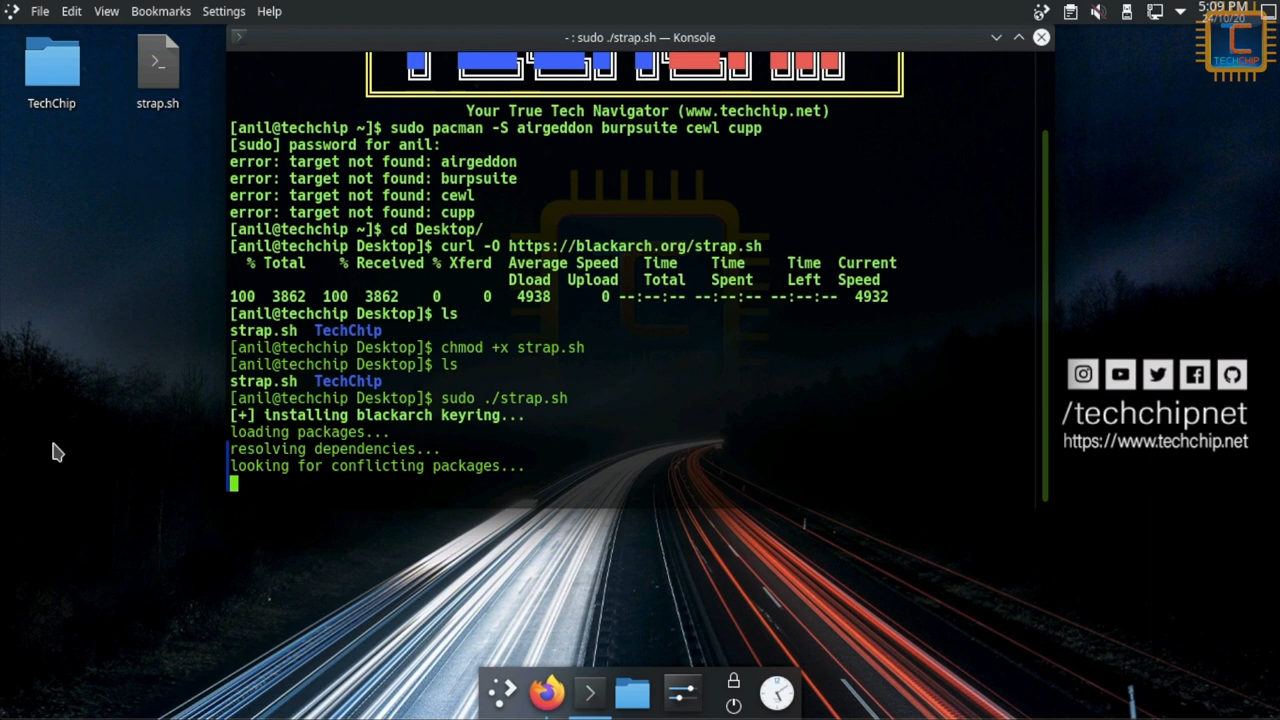 File Edit View Bookmarks Settings Help
5:09 PM
24/10/20
TECHCHIP
- : sudo ./strap.sh — Konsole
TechChip
strap.sh
Your True Tech Navigator (www.techchip.net)
[anil@techchip ~]$ sudo pacman -S airgeddon burpsuite cewl cupp
[sudo] password for anil:
error: target not found: airgeddon
error: target not found: burpsuite
error: target not found: cewl
error: target not found: cupp
[anil@techchip ~]$ cd Desktop/
[anil@techchip Desktop]$ curl -O https://blackarch.org/strap.sh
% Total % Received % Xferd Average Speed Time Time Time Current
Dload Upload Total Spent Left Speed
100 3862 100 3862 0 0 4938 0 --:--:-- --:--:-- --:--:-- 4932
[anil@techchip Desktop]$ ls
strap.sh TechChip
[anil@techchip Desktop]$ chmod +x strap.sh
[anil@techchip Desktop]$ ls
strap.sh TechChip
[anil@techchip Desktop]$ sudo ./strap.sh
[+] installing blackarch keyring...
loading packages...
resolving dependencies...
looking for conflicting packages...
/techchipnet
https://www.techchip.net